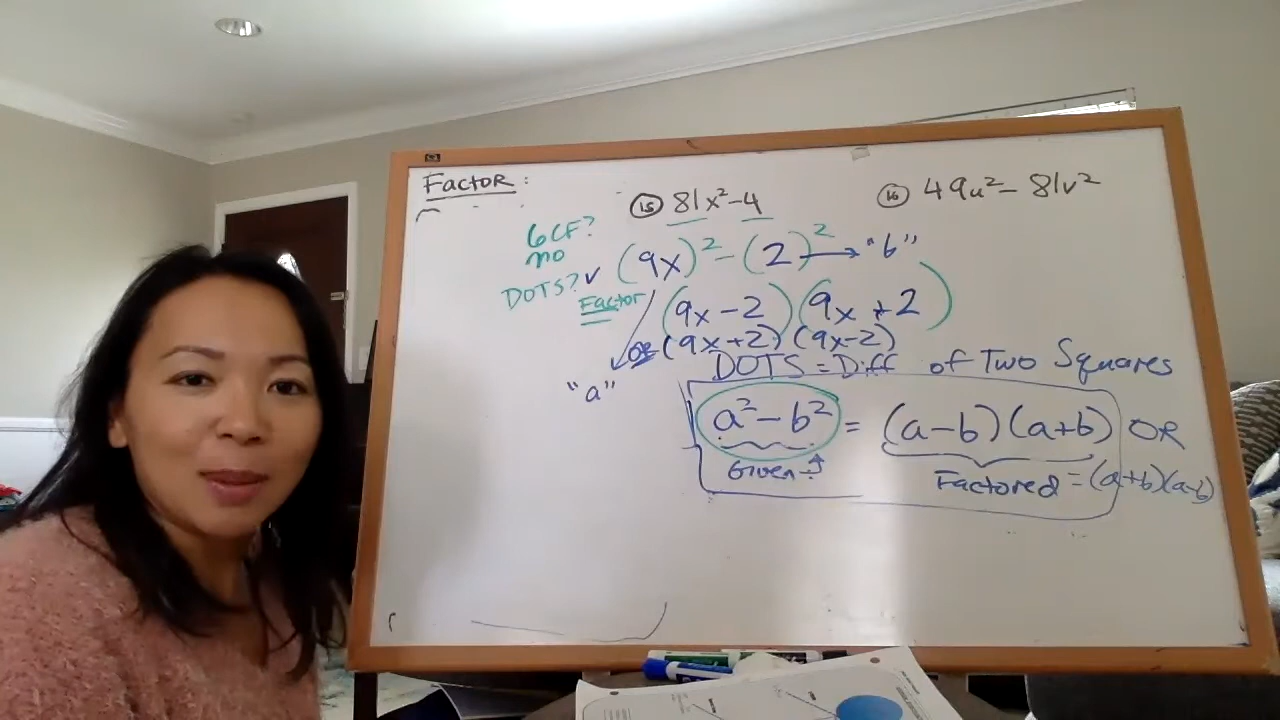 Factor:
⑮ 81x²-4
⑯ 49u² - 81v²
GCF?
no
(9x)² - (2)² → "b"
DOTS? ✓
Factor
(9x-2)(9x+2)
or (9x+2)(9x-2)
"a"
DOTS = Diff of Two Squares
a² - b² = (a-b)(a+b) OR
Given
Factored = (a+b)(a-b)